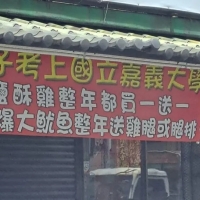 子考上國立嘉義大學
鹽酥雞整年都買一送一
爆大魷魚整年送雞腿或腿排